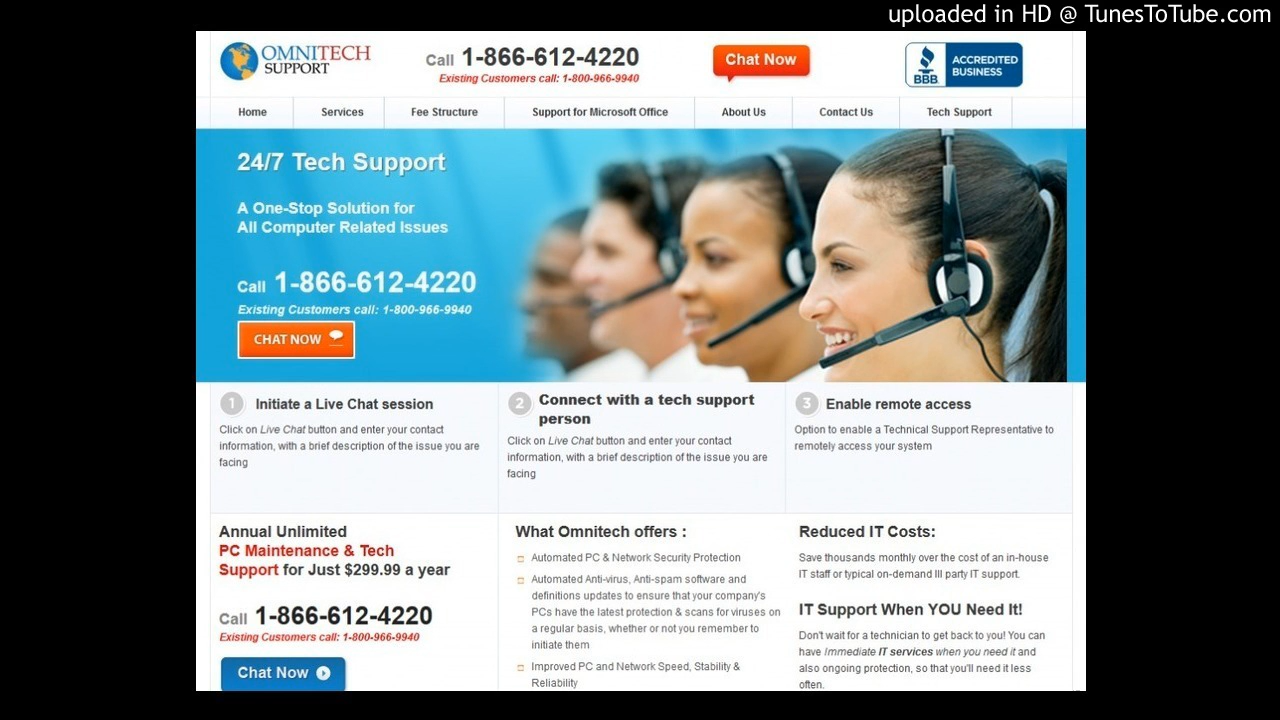 uploaded in HD @ TunesToTube.com
OMNITECH
SUPPORT
Call 1-866-612-4220
Existing Customers call: 1-800-966-9940
Chat Now
BBB
ACCREDITED
BUSINESS
Home
Services
Fee Structure
Support for Microsoft Office
About Us
Contact Us
Tech Support
24/7 Tech Support
A One-Stop Solution for
All Computer Related Issues
Call 1-866-612-4220
Existing Customers call: 1-800-966-9940
CHAT NOW
1 Initiate a Live Chat session
Click on Live Chat button and enter your contact
information, with a brief description of the issue you are
facing
2 Connect with a tech support
person
Click on Live Chat button and enter your contact
information, with a brief description of the issue you are
facing
3 Enable remote access
Option to enable a Technical Support Representative to
remotely access your system
Annual Unlimited
PC Maintenance & Tech
Support for Just $299.99 a year
Call 1-866-612-4220
Existing Customers call: 1-800-966-9940
Chat Now
What Omnitech offers :
Automated PC & Network Security Protection
Automated Anti-virus, Anti-spam software and
definitions updates to ensure that your company's
PCs have the latest protection & scans for viruses on
a regular basis, whether or not you remember to
initiate them
Improved PC and Network Speed, Stability &
Reliability
Reduced IT Costs:
Save thousands monthly over the cost of an in-house
IT staff or typical on-demand III party IT support.
IT Support When YOU Need It!
Don't wait for a technician to get back to you! You can
have Immediate IT services when you need it and
also ongoing protection, so that you'll need it less
often.